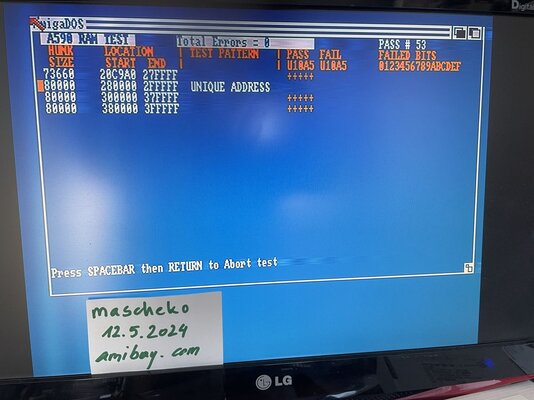 AmigaDOS
A590 RAM TEST Total Errors = 0 PASS # 53
HUNK LOCATION | TEST PATTERN | PASS FAIL FAILED BITS
SIZE START END | | U10A5 U10A5 0123456789ABCDEF
73660 20C9A0 27FFFF +++++
80000 280000 2FFFFF UNIQUE ADDRESS
80000 300000 37FFFF +++++
80000 380000 3FFFFF +++++
Press SPACEBAR then RETURN to Abort test
mascheko
12.5.2024
amibay.com
LG